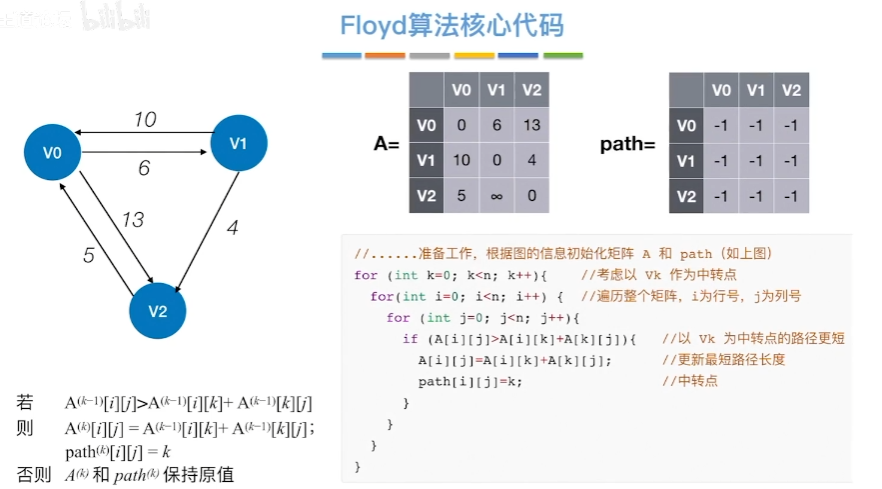 bilibili
Floyd算法核心代码
10
V0
V1
6
13
5
4
V2
A=
V0 V1 V2
V0 0 6 13
V1 10 0 4
V2 5 ∞ 0
path=
V0 V1 V2
V0 -1 -1 -1
V1 -1 -1 -1
V2 -1 -1 -1
若 A⁽ᵏ⁻¹⁾[i][j]>A⁽ᵏ⁻¹⁾[i][k]+ A⁽ᵏ⁻¹⁾[k][j]
则 A⁽ᵏ⁾[i][j] = A⁽ᵏ⁻¹⁾[i][k]+ A⁽ᵏ⁻¹⁾[k][j];
path⁽ᵏ⁾[i][j] = k
否则 A⁽ᵏ⁾ 和 path⁽ᵏ⁾ 保持原值
//......准备工作，根据图的信息初始化矩阵 A 和 path（如上图）
for (int k=0; k<n; k++){ //考虑以 Vk 作为中转点
for(int i=0; i<n; i++) { //遍历整个矩阵，i为行号，j为列号
for (int j=0; j<n; j++){
if (A[i][j]>A[i][k]+A[k][j]){ //以 Vk 为中转点的路径更短
A[i][j]=A[i][k]+A[k][j]; //更新最短路径长度
path[i][j]=k; //中转点
}
}
}
}